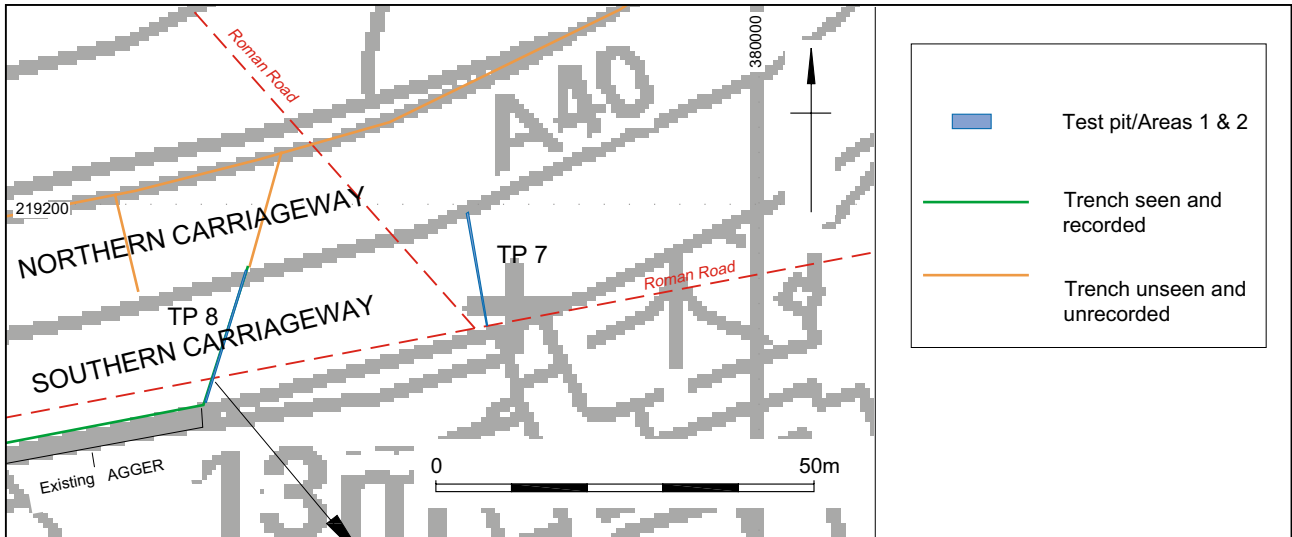 Roman Road
A40
380000
219200
NORTHERN CARRIAGEWAY
TP 7
Roman Road
TP 8
SOUTHERN CARRIAGEWAY
Existing AGGER
13m
0 50m
Test pit/Areas 1 & 2
Trench seen and
recorded
Trench unseen and
unrecorded